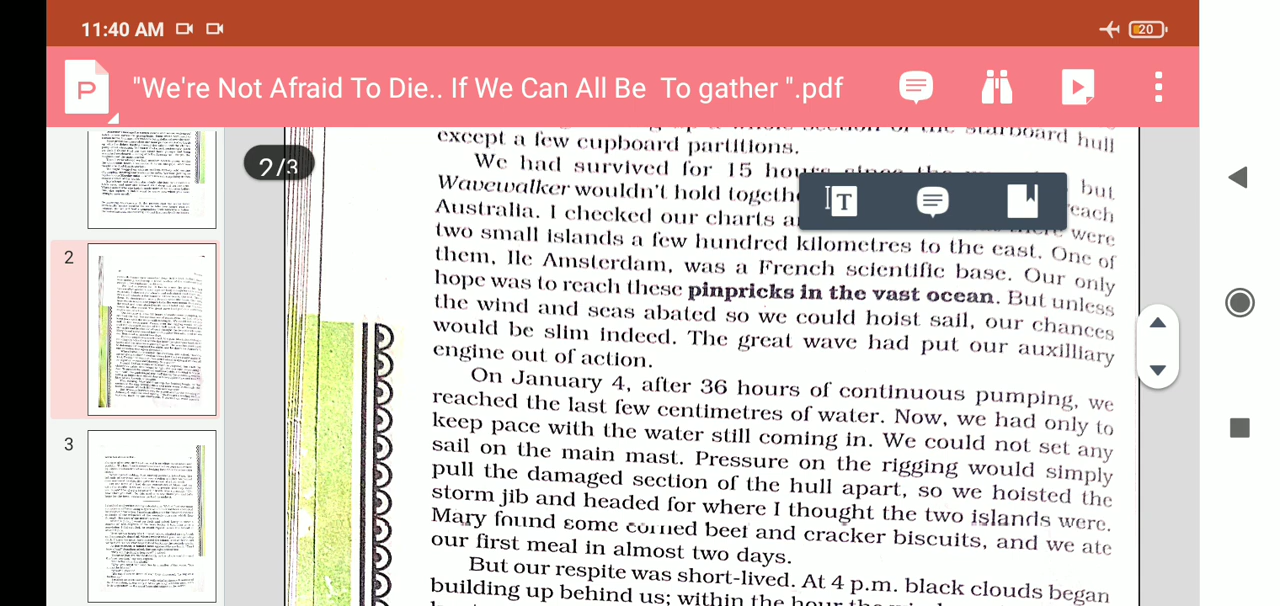 11:40 AM
20
P
"We're Not Afraid To Die.. If We Can All Be To gather ".pdf
2/3
T
2
3
starboard hull
except a few cupboard partitions.
We had survived for 15 hours since the but
Wavewalker wouldn't hold reach
Australia. I checked our charts were
two small islands a few hundred kilometres to the east. One of
them, Ile Amsterdam, was a French scientific base. Our only
hope was to reach these pinpricks in the vast ocean. But unless
the wind and seas abated so we could hoist sail, our chances
would be slim indeed. The great wave had put our auxilliary
engine out of action.
On January 4, after 36 hours of continuous pumping, we
reached the last few centimetres of water. Now, we had only to
keep pace with the water still coming in. We could not set any
sail on the main mast. Pressure on the rigging would simply
pull the damaged section of the hull apart, so we hoisted the
storm jib and headed for where I thought the two islands were.
Mary found some corned beef and cracker biscuits, and we ate
our first meal in almost two days.
But our respite was short-lived. At 4 p.m. black clouds began
building up behind us; within the hour the